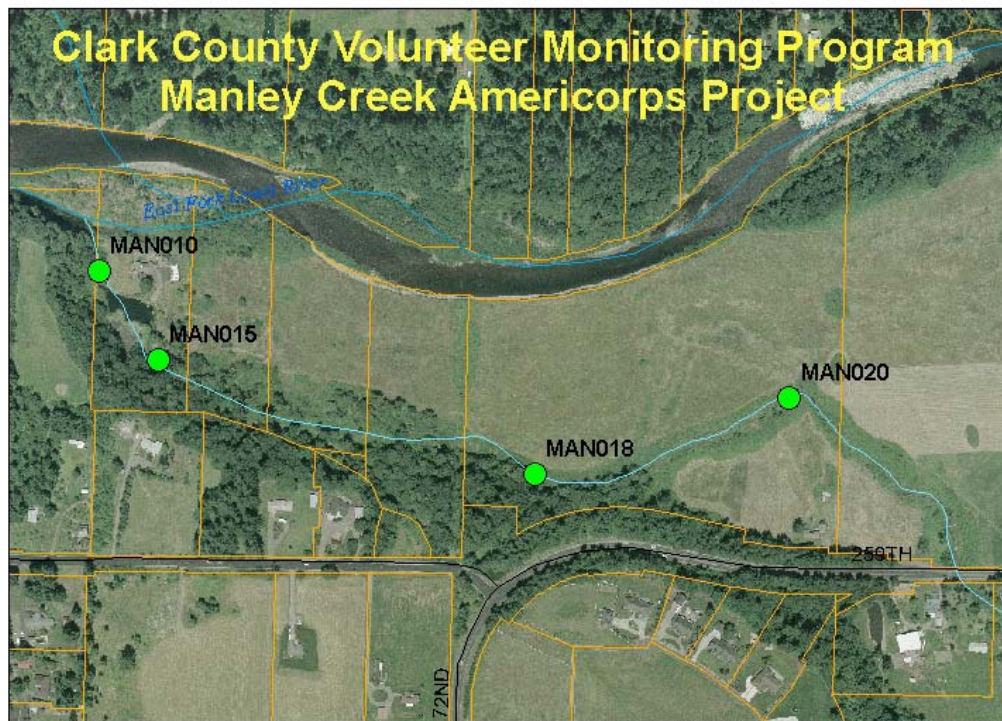 Clark County Volunteer Monitoring Program
Manley Creek Americorps Project
East Fork Lewis River
MAN010
MAN015
MAN020
MAN018
259TH
72ND